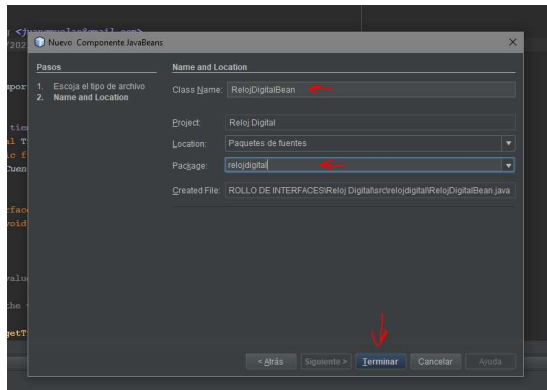 Nuevo Componente JavaBeans
Pasos
1. Escoja el tipo de archivo
2. Name and Location
Name and Location
Class Name: RelojDigitalBean
Project: Reloj Digital
Location: Paquetes de fuentes
Package: relojdigital
Created File: ROLLO DE INTERFACES\Reloj Digital\src\relojdigital\RelojDigitalBean.java
< Atrás Siguiente > Terminar Cancelar Ayuda